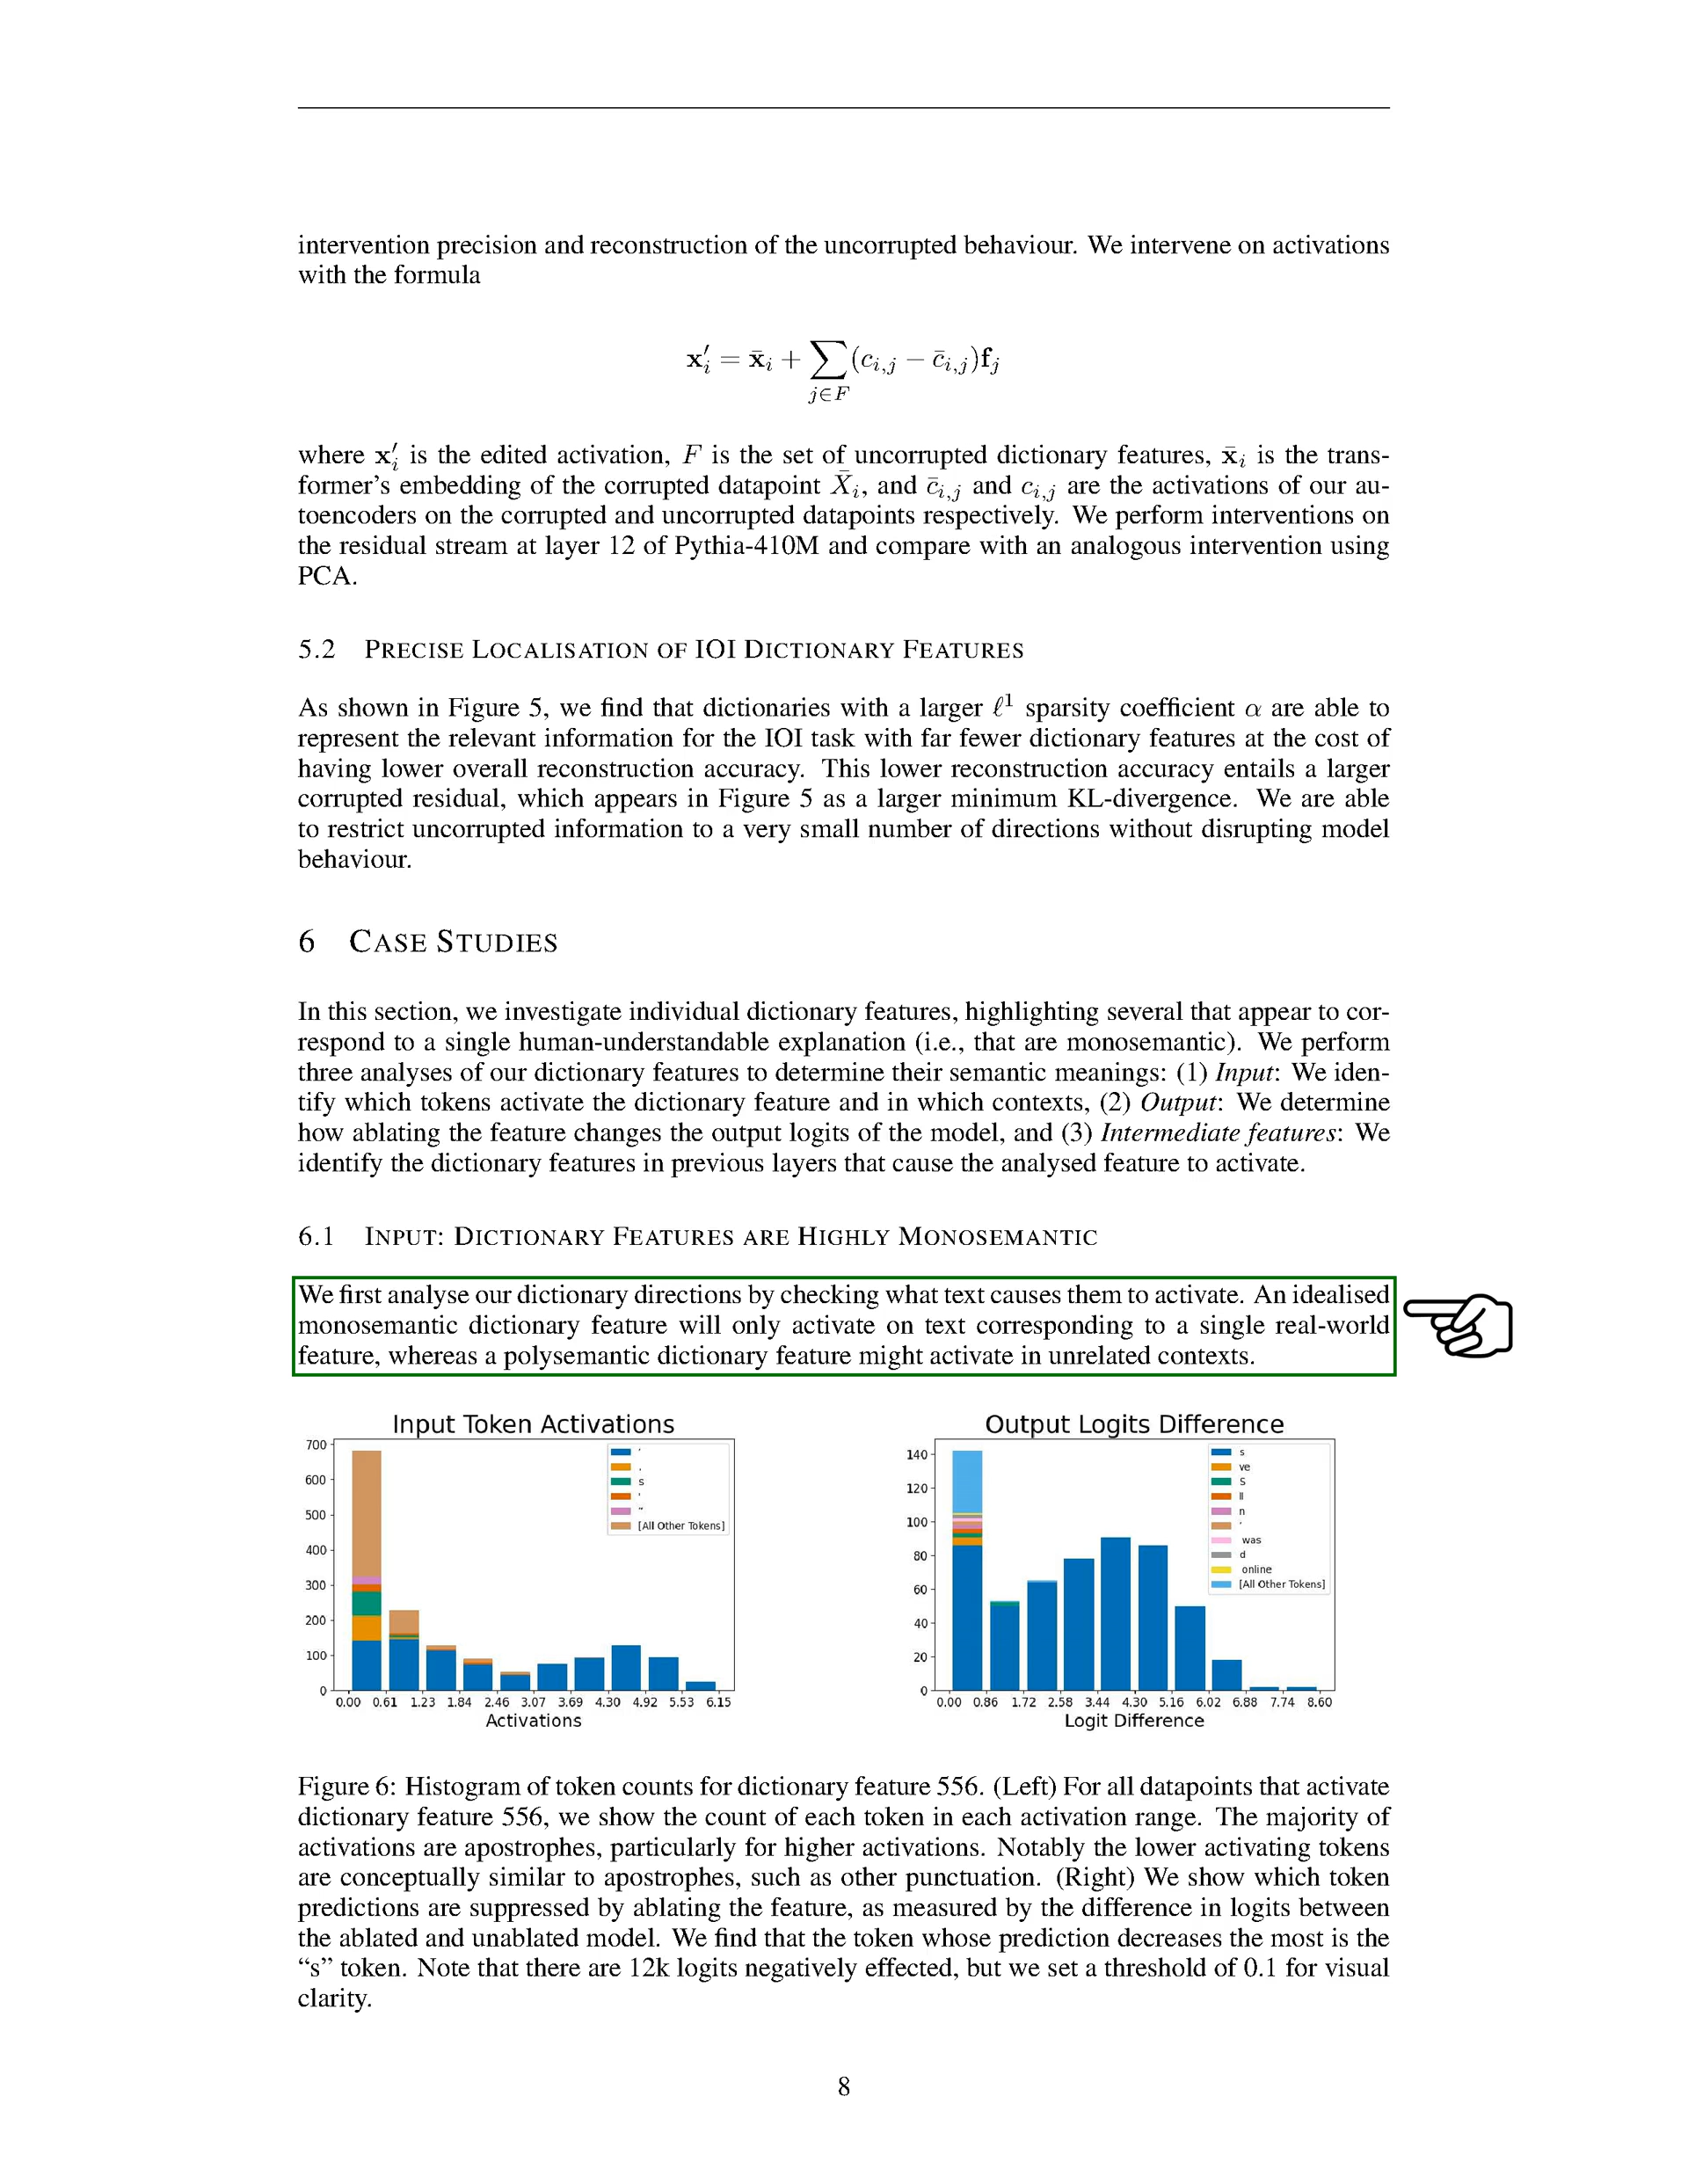 intervention precision and reconstruction of the uncorrupted behaviour. We intervene on activations
with the formula
x′i = x̄i + ∑j∈F (ci,j − c̄i,j)fj
where x′i is the edited activation, F is the set of uncorrupted dictionary features, x̄i is the trans-
former's embedding of the corrupted datapoint X̄i, and c̄i,j and ci,j are the activations of our au-
toencoders on the corrupted and uncorrupted datapoints respectively. We perform interventions on
the residual stream at layer 12 of Pythia-410M and compare with an analogous intervention using
PCA.
5.2 PRECISE LOCALISATION OF IOI DICTIONARY FEATURES
As shown in Figure 5, we find that dictionaries with a larger ℓ1 sparsity coefficient α are able to
represent the relevant information for the IOI task with far fewer dictionary features at the cost of
having lower overall reconstruction accuracy. This lower reconstruction accuracy entails a larger
corrupted residual, which appears in Figure 5 as a larger minimum KL-divergence. We are able
to restrict uncorrupted information to a very small number of directions without disrupting model
behaviour.
6 CASE STUDIES
In this section, we investigate individual dictionary features, highlighting several that appear to cor-
respond to a single human-understandable explanation (i.e., that are monosemantic). We perform
three analyses of our dictionary features to determine their semantic meanings: (1) Input: We iden-
tify which tokens activate the dictionary feature and in which contexts, (2) Output: We determine
how ablating the feature changes the output logits of the model, and (3) Intermediate features: We
identify the dictionary features in previous layers that cause the analysed feature to activate.
6.1 INPUT: DICTIONARY FEATURES ARE HIGHLY MONOSEMANTIC
We first analyse our dictionary directions by checking what text causes them to activate. An idealised
monosemantic dictionary feature will only activate on text corresponding to a single real-world
feature, whereas a polysemantic dictionary feature might activate in unrelated contexts.
Input Token Activations
700
600
500
400
300
200
100
0
s
[All Other Tokens]
0.00 0.61 1.23 1.84 2.46 3.07 3.69 4.30 4.92 5.53 6.15
Activations
Output Logits Difference
140
120
100
80
60
40
20
0
s
ve
S
ll
n
was
d
online
[All Other Tokens]
0.00 0.86 1.72 2.58 3.44 4.30 5.16 6.02 6.88 7.74 8.60
Logit Difference
Figure 6: Histogram of token counts for dictionary feature 556. (Left) For all datapoints that activate
dictionary feature 556, we show the count of each token in each activation range. The majority of
activations are apostrophes, particularly for higher activations. Notably the lower activating tokens
are conceptually similar to apostrophes, such as other punctuation. (Right) We show which token
predictions are suppressed by ablating the feature, as measured by the difference in logits between
the ablated and unablated model. We find that the token whose prediction decreases the most is the
“s” token. Note that there are 12k logits negatively effected, but we set a threshold of 0.1 for visual
clarity.
8